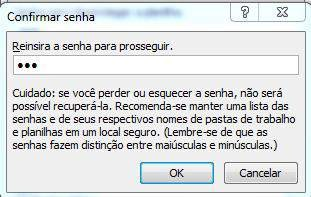 Confirmar senha
Reinsira a senha para prosseguir.
•••
Cuidado: se você perder ou esquecer a senha, não será
possível recuperá-la. Recomenda-se manter uma lista das
senhas e de seus respectivos nomes de pastas de trabalho
e planilhas em um local seguro. (Lembre-se de que as
senhas fazem distinção entre maiúsculas e minúsculas.)
OK Cancelar